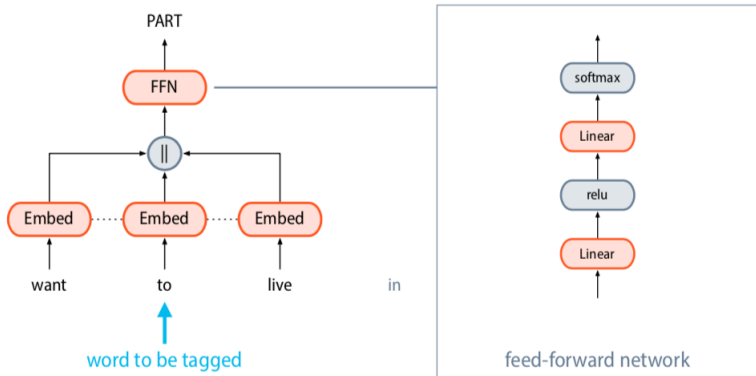 PART
FFN
||
Embed Embed Embed
want to live in
word to be tagged
softmax
Linear
relu
Linear
feed-forward network